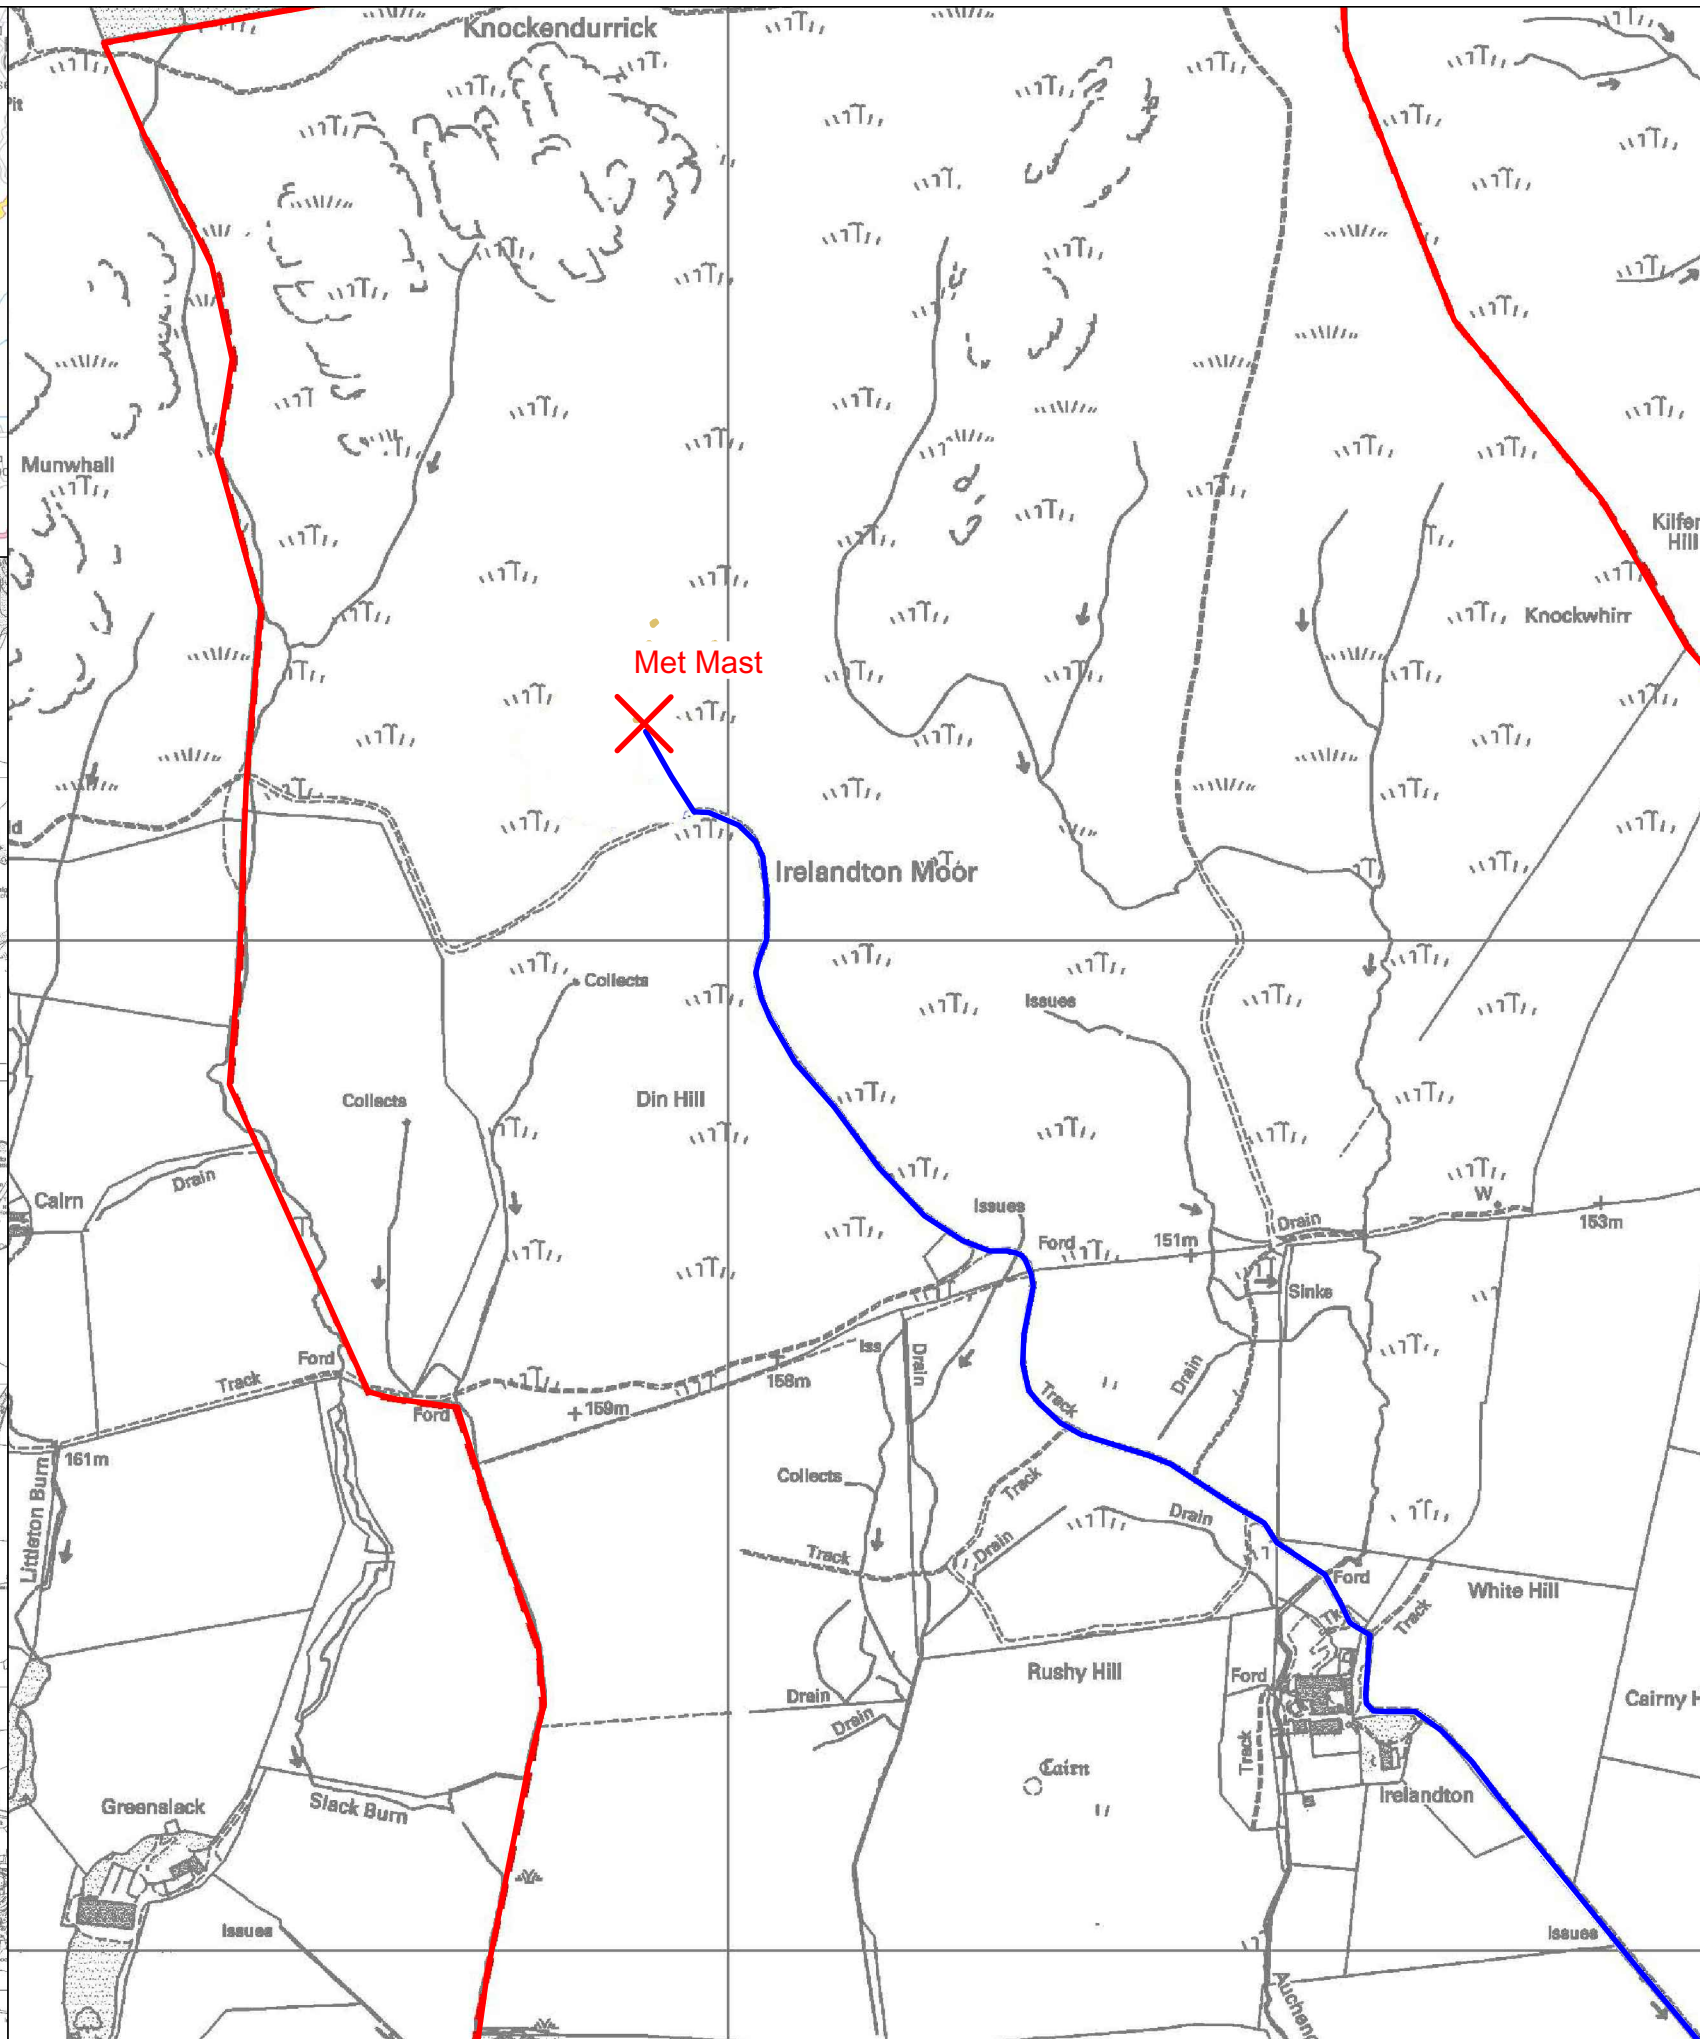 Knockendurrick
Pit
Munwhall
Kilfer
Hill
Knockwhirr
Met Mast
d
Irelandton Moor
Collects
Issues
Collects
Din Hill
Drain
Cairn
Issues
Ford
151m
Drain
W
153m
Sinks
Ford
Track
Iss
Drain
Drain
158m
Ford
159m
Track
161m
Collects
Track
Littleton Burn
Drain
Track
Drain
Ford
White Hill
Tk
Track
Rushy Hill
Ford
Drain
Drain
Cairny H
Track
Cairn
Irelandton
Greenslack
Slack Burn
Issues
Issues
Auchen